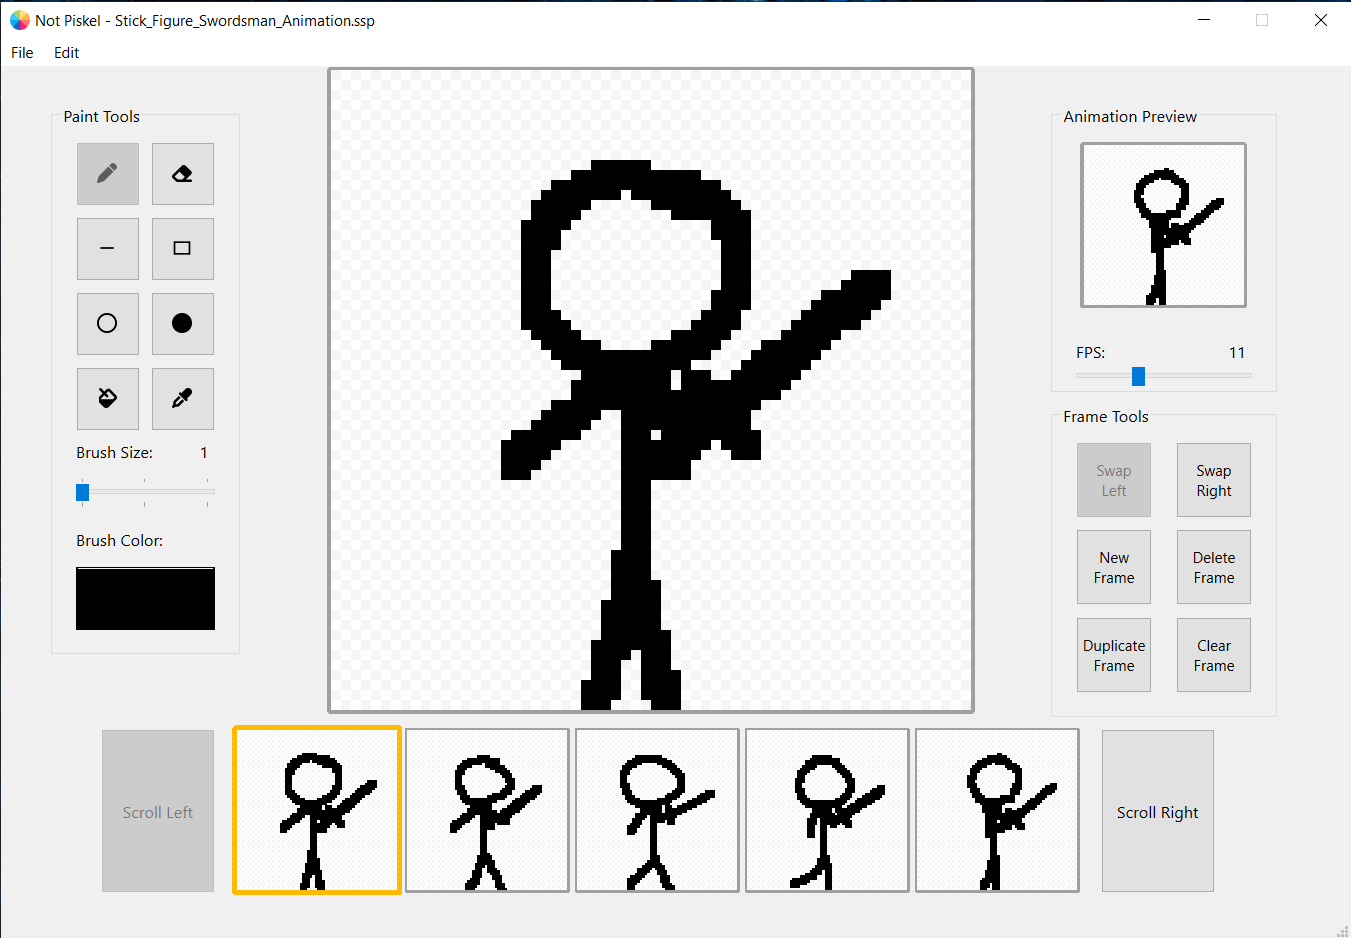 Not Piskel - Stick_Figure_Swordsman_Animation.ssp
File Edit
Paint Tools
Brush Size: 1
Brush Color:
Animation Preview
FPS: 11
Frame Tools
Swap
Left
Swap
Right
New
Frame
Delete
Frame
Duplicate
Frame
Clear
Frame
Scroll Left
Scroll Right